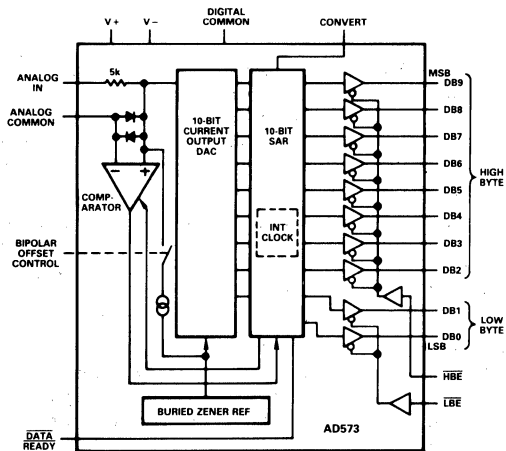 V+
V−
DIGITAL
COMMON
CONVERT
ANALOG
IN
5k
ANALOG
COMMON
COMP-
ARATOR
−
+
BIPOLAR
OFFSET
CONTROL
10-BIT
CURRENT
OUTPUT
DAC
10-BIT
SAR
INT
CLOCK
MSB
DB9
DB8
DB7
DB6
DB5
DB4
DB3
DB2
HIGH
BYTE
DB1
DB0
LSB
LOW
BYTE
HBE
LBE
BURIED ZENER REF
AD573
DATA
READY